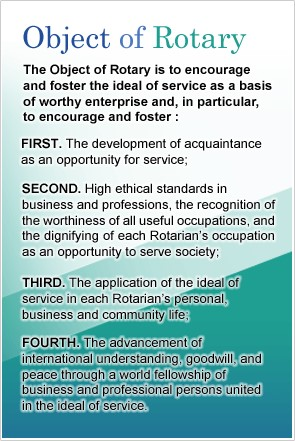 Object of Rotary
The Object of Rotary is to encourage
and foster the ideal of service as a basis
of worthy enterprise and, in particular,
to encourage and foster :
FIRST. The development of acquaintance
as an opportunity for service;
SECOND. High ethical standards in
business and professions, the recognition of
the worthiness of all useful occupations, and
the dignifying of each Rotarian's occupation
as an opportunity to serve society;
THIRD. The application of the ideal of
service in each Rotarian's personal,
business and community life;
FOURTH. The advancement of
international understanding, goodwill, and
peace through a world fellowship of
business and professional persons united
in the ideal of service.